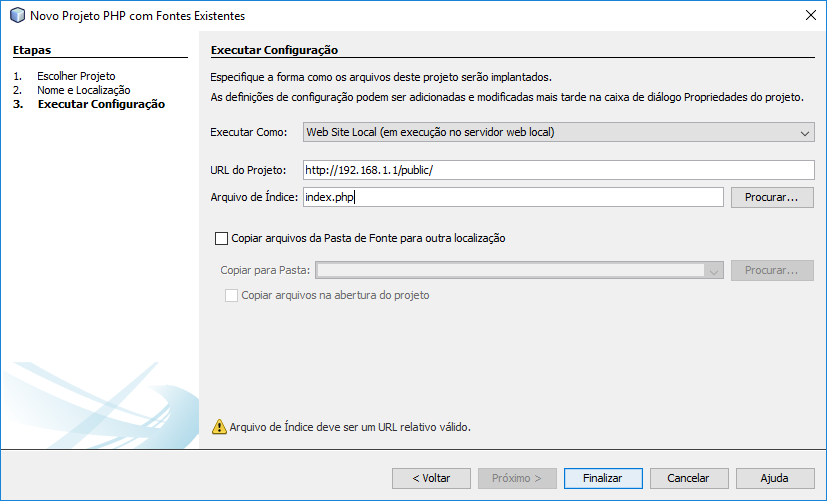 Novo Projeto PHP com Fontes Existentes
Etapas
1. Escolher Projeto
2. Nome e Localização
3. Executar Configuração
Executar Configuração
Especifique a forma como os arquivos deste projeto serão implantados.
As definições de configuração podem ser adicionadas e modificadas mais tarde na caixa de diálogo Propriedades do projeto.
Executar Como: Web Site Local (em execução no servidor web local)
URL do Projeto: http://192.168.1.1/public/
Arquivo de Índice: index.php Procurar...
Copiar arquivos da Pasta de Fonte para outra localização
Copiar para Pasta: Procurar...
Copiar arquivos na abertura do projeto
Arquivo de Índice deve ser um URL relativo válido.
< Voltar Próximo > Finalizar Cancelar Ajuda